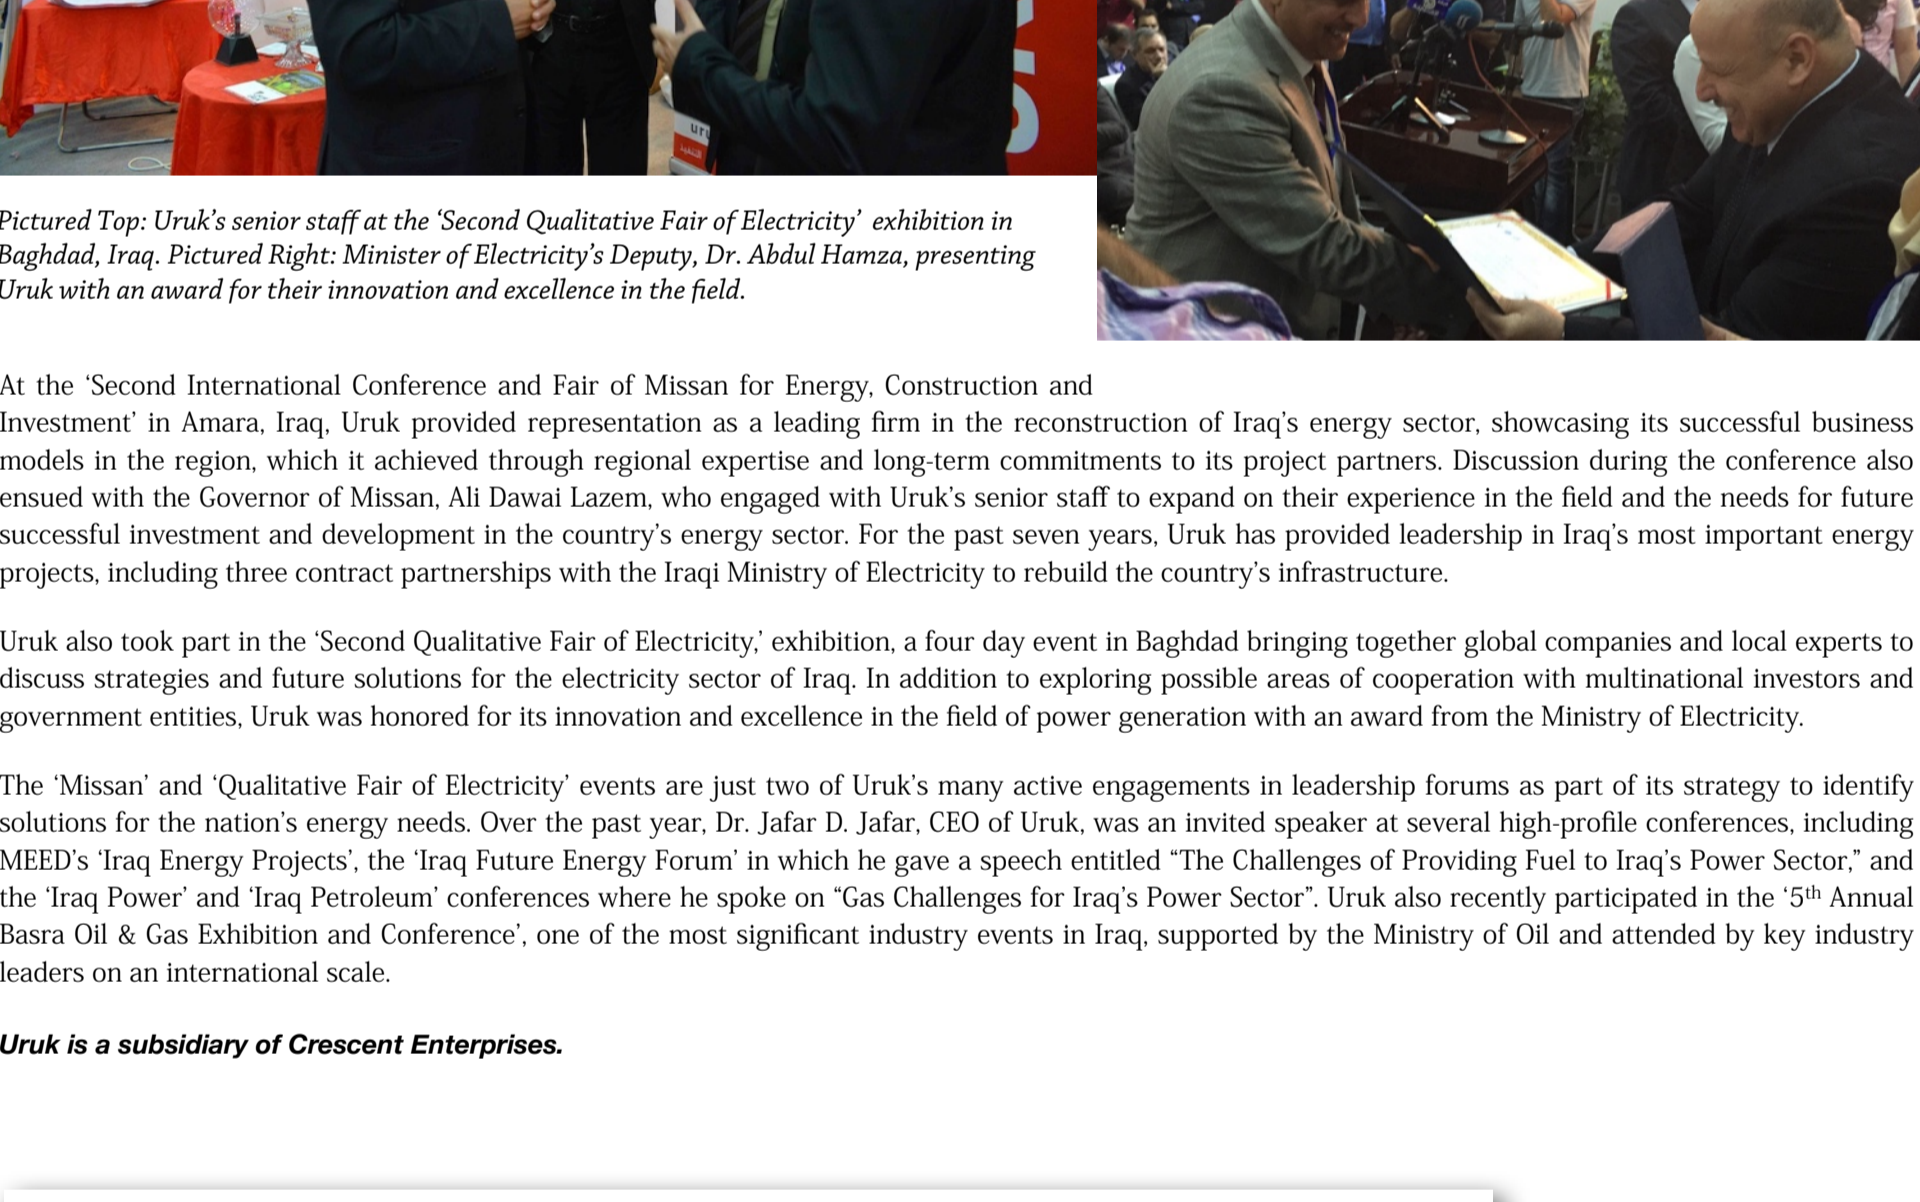 uru
Pictured Top: Uruk’s senior staff at the ‘Second Qualitative Fair of Electricity’ exhibition in
Baghdad, Iraq. Pictured Right: Minister of Electricity’s Deputy, Dr. Abdul Hamza, presenting
Uruk with an award for their innovation and excellence in the field.
At the ‘Second International Conference and Fair of Missan for Energy, Construction and
Investment’ in Amara, Iraq, Uruk provided representation as a leading firm in the reconstruction of Iraq’s energy sector, showcasing its successful business
models in the region, which it achieved through regional expertise and long-term commitments to its project partners. Discussion during the conference also
ensued with the Governor of Missan, Ali Dawai Lazem, who engaged with Uruk’s senior staff to expand on their experience in the field and the needs for future
successful investment and development in the country’s energy sector. For the past seven years, Uruk has provided leadership in Iraq’s most important energy
projects, including three contract partnerships with the Iraqi Ministry of Electricity to rebuild the country’s infrastructure.
Uruk also took part in the ‘Second Qualitative Fair of Electricity,’ exhibition, a four day event in Baghdad bringing together global companies and local experts to
discuss strategies and future solutions for the electricity sector of Iraq. In addition to exploring possible areas of cooperation with multinational investors and
government entities, Uruk was honored for its innovation and excellence in the field of power generation with an award from the Ministry of Electricity.
The ‘Missan’ and ‘Qualitative Fair of Electricity’ events are just two of Uruk’s many active engagements in leadership forums as part of its strategy to identify
solutions for the nation’s energy needs. Over the past year, Dr. Jafar D. Jafar, CEO of Uruk, was an invited speaker at several high-profile conferences, including
MEED’s ‘Iraq Energy Projects’, the ‘Iraq Future Energy Forum’ in which he gave a speech entitled “The Challenges of Providing Fuel to Iraq’s Power Sector,” and
the ‘Iraq Power’ and ‘Iraq Petroleum’ conferences where he spoke on “Gas Challenges for Iraq’s Power Sector”. Uruk also recently participated in the ‘5th Annual
Basra Oil & Gas Exhibition and Conference’, one of the most significant industry events in Iraq, supported by the Ministry of Oil and attended by key industry
leaders on an international scale.
Uruk is a subsidiary of Crescent Enterprises.